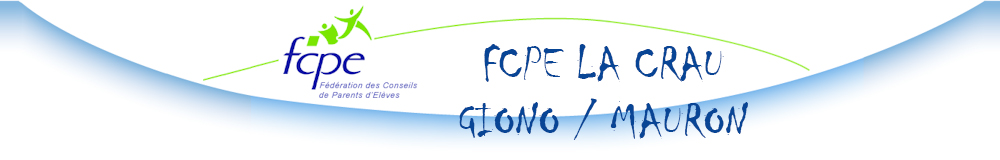 fcpe
Fédération des Conseils
de Parents d'Elèves
FCPE LA CRAU
GIONO / MAURON